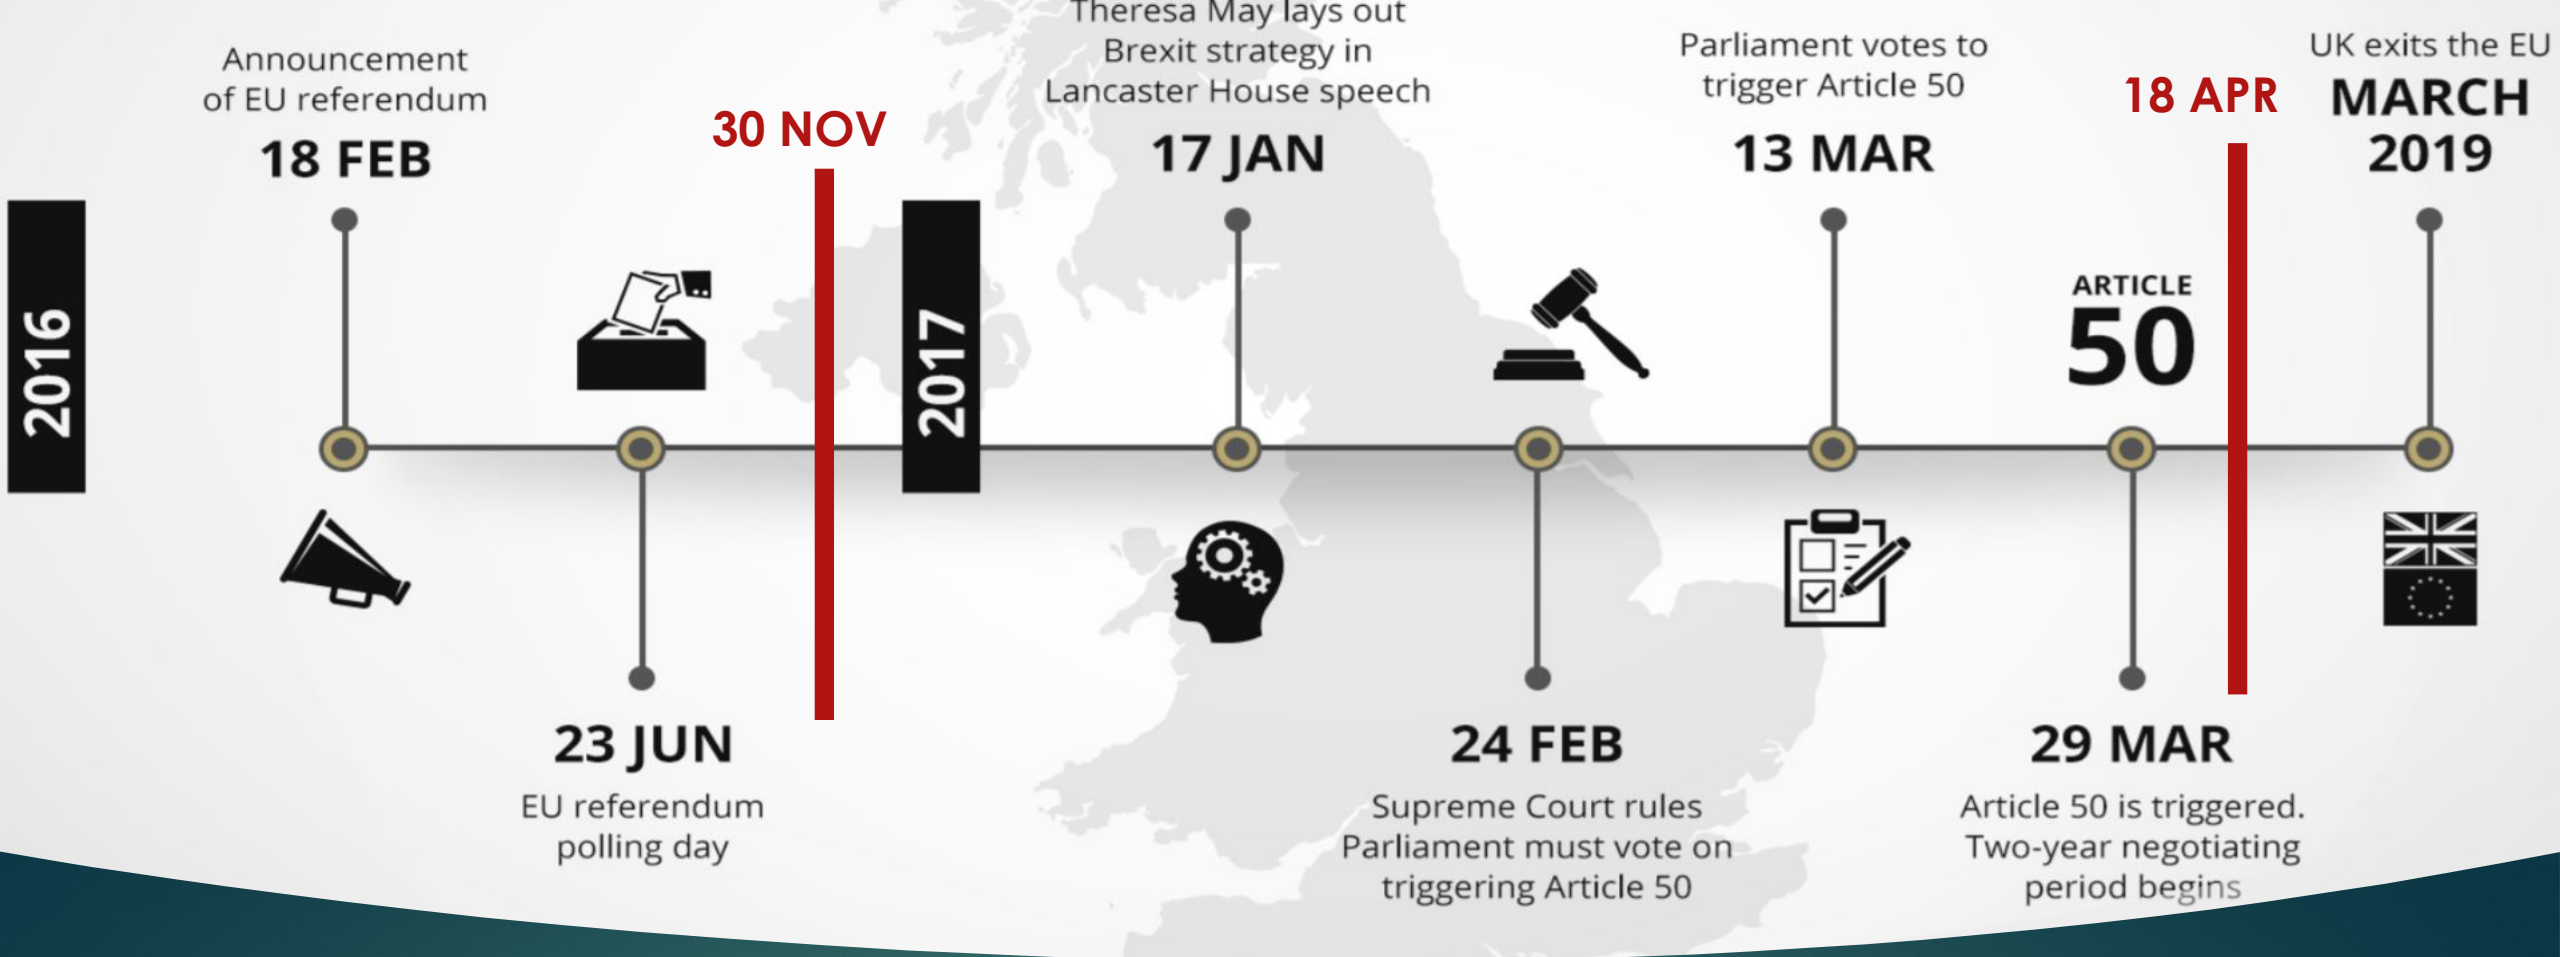 2016
Announcement
of EU referendum
18 FEB
23 JUN
EU referendum
polling day
30 NOV
2017
Theresa May lays out
Brexit strategy in
Lancaster House speech
17 JAN
24 FEB
Supreme Court rules
Parliament must vote on
triggering Article 50
Parliament votes to
trigger Article 50
13 MAR
ARTICLE
50
29 MAR
Article 50 is triggered.
Two-year negotiating
period begins
18 APR
UK exits the EU
MARCH
2019